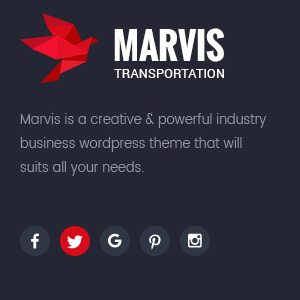 MARVIS
TRANSPORTATION
Marvis is a creative & powerful industry
business wordpress theme that will
suits all your needs.